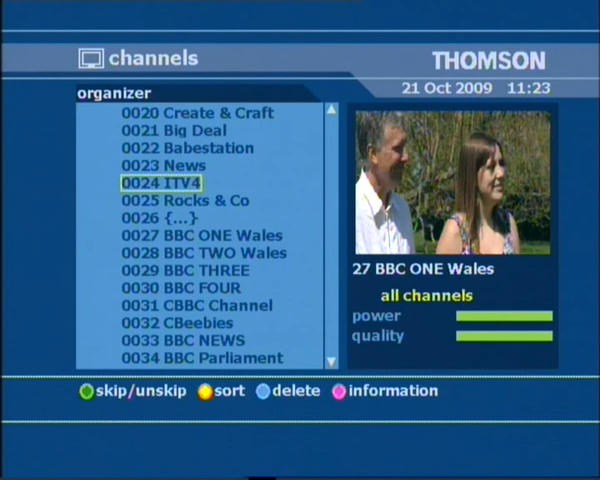 channels
THOMSON
21 Oct 2009 11:23
organizer
0020 Create & Craft
0021 Big Deal
0022 Babestation
0023 News
0024 ITV4
0025 Rocks & Co
0026 {...}
0027 BBC ONE Wales
0028 BBC TWO Wales
0029 BBC THREE
0030 BBC FOUR
0031 CBBC Channel
0032 CBeebies
0033 BBC NEWS
0034 BBC Parliament
27 BBC ONE Wales
all channels
power
quality
skip/unskip sort delete information